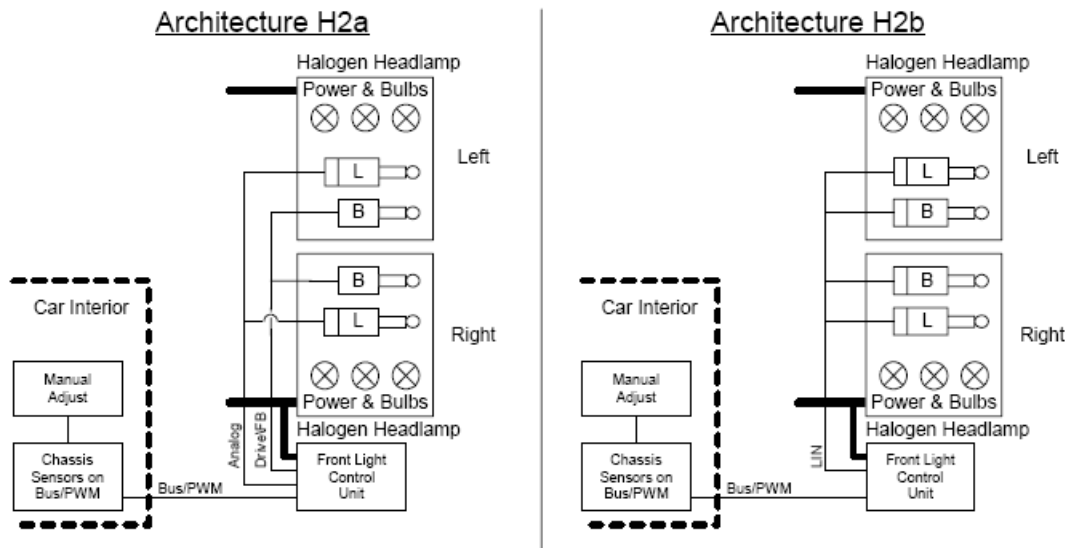 Architecture H2a
Halogen Headlamp
Power & Bulbs
L
Left
B
B
L
Right
Power & Bulbs
Halogen Headlamp
Car Interior
Manual
Adjust
Chassis
Sensors on
Bus/PWM
Bus/PWM
Analog
Drive\FB
Front Light
Control
Unit
Architecture H2b
Halogen Headlamp
Power & Bulbs
L
Left
B
B
L
Right
Power & Bulbs
Halogen Headlamp
Car Interior
Manual
Adjust
Chassis
Sensors on
Bus/PWM
Bus/PWM
LIN
Front Light
Control
Unit